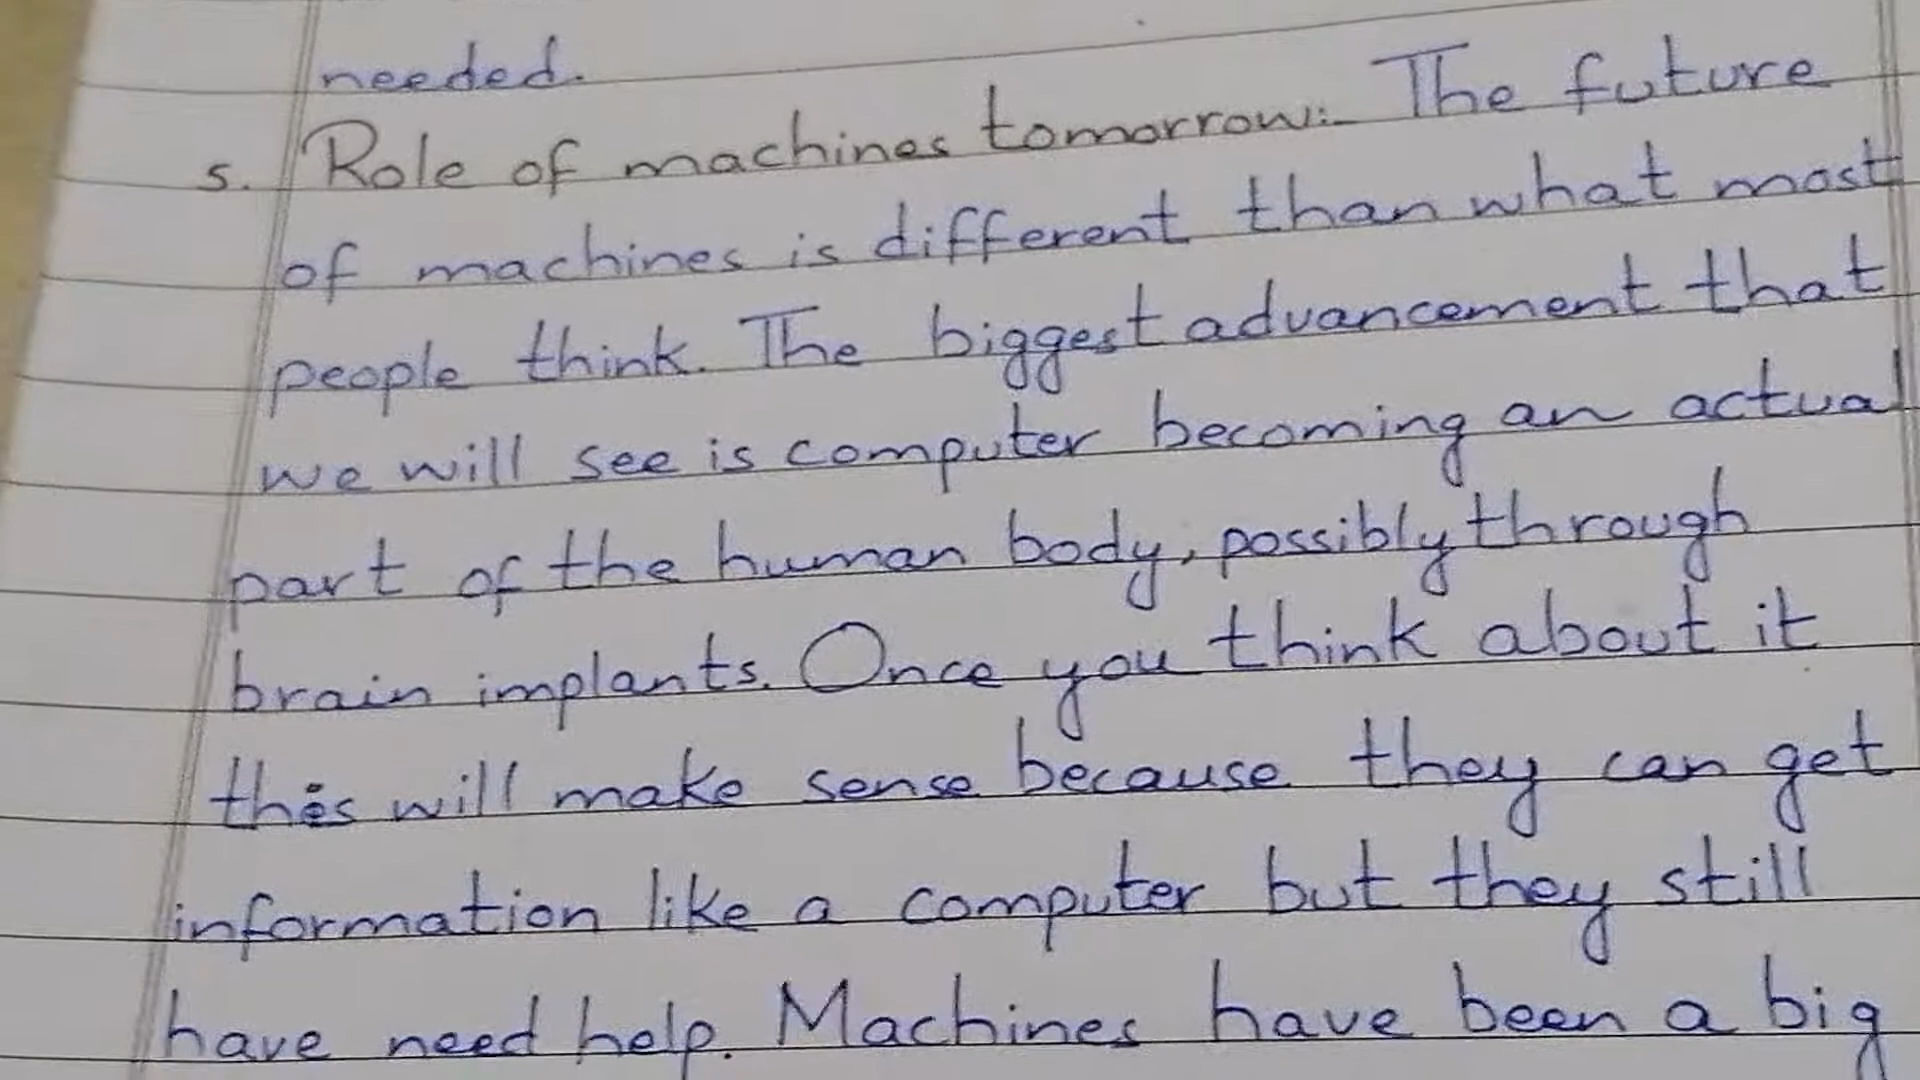 needed.
5. Role of machines tomorrow:- The future
of machines is different than what most
people think. The biggest advancement that
we will see is computer becoming an actual
part of the human body, possibly through
brain implants. Once you think about it
this will make sense because they can get
information like a computer but they still
have need help. Machines have been a big